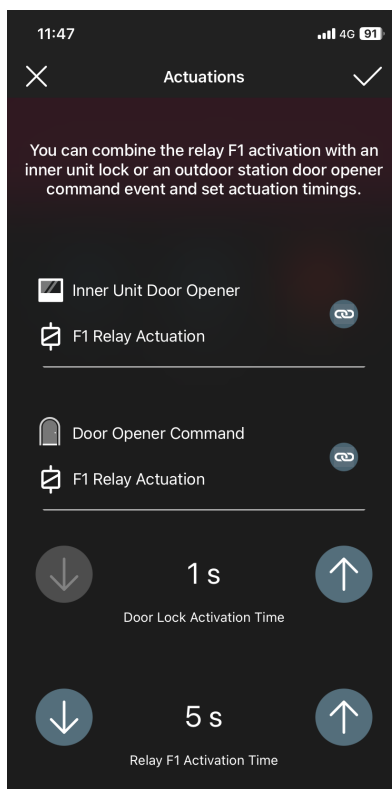 11:47
4G 91
Actuations
You can combine the relay F1 activation with an
inner unit lock or an outdoor station door opener
command event and set actuation timings.
Inner Unit Door Opener
F1 Relay Actuation
Door Opener Command
F1 Relay Actuation
1 s
Door Lock Activation Time
5 s
Relay F1 Activation Time